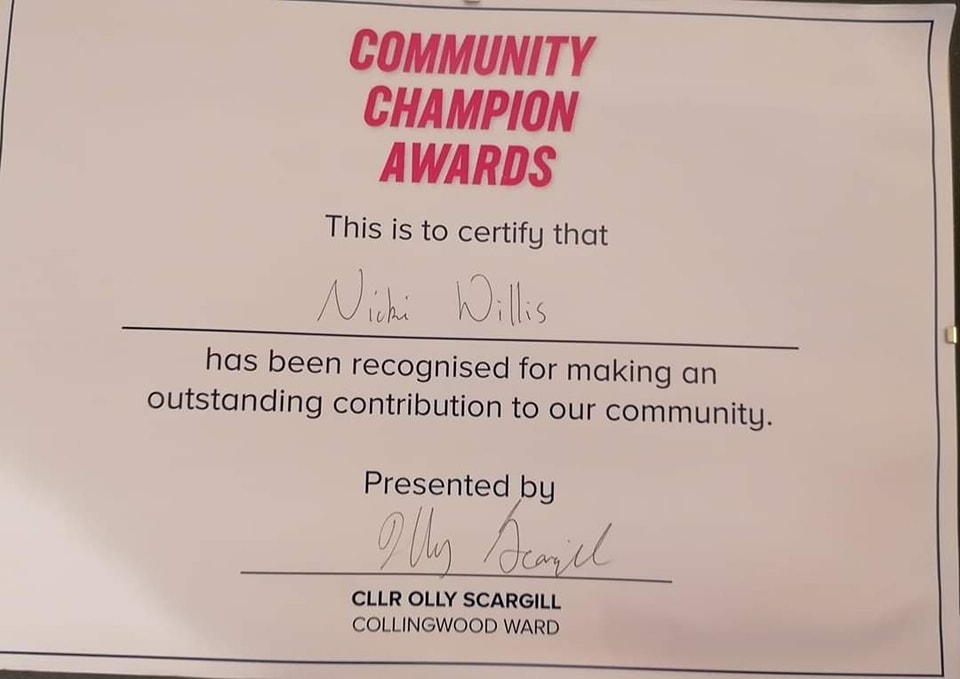 COMMUNITY
CHAMPION
AWARDS
This is to certify that
Nicki Willis
has been recognised for making an
outstanding contribution to our community.
Presented by
Olly Scargill
CLLR OLLY SCARGILL
COLLINGWOOD WARD